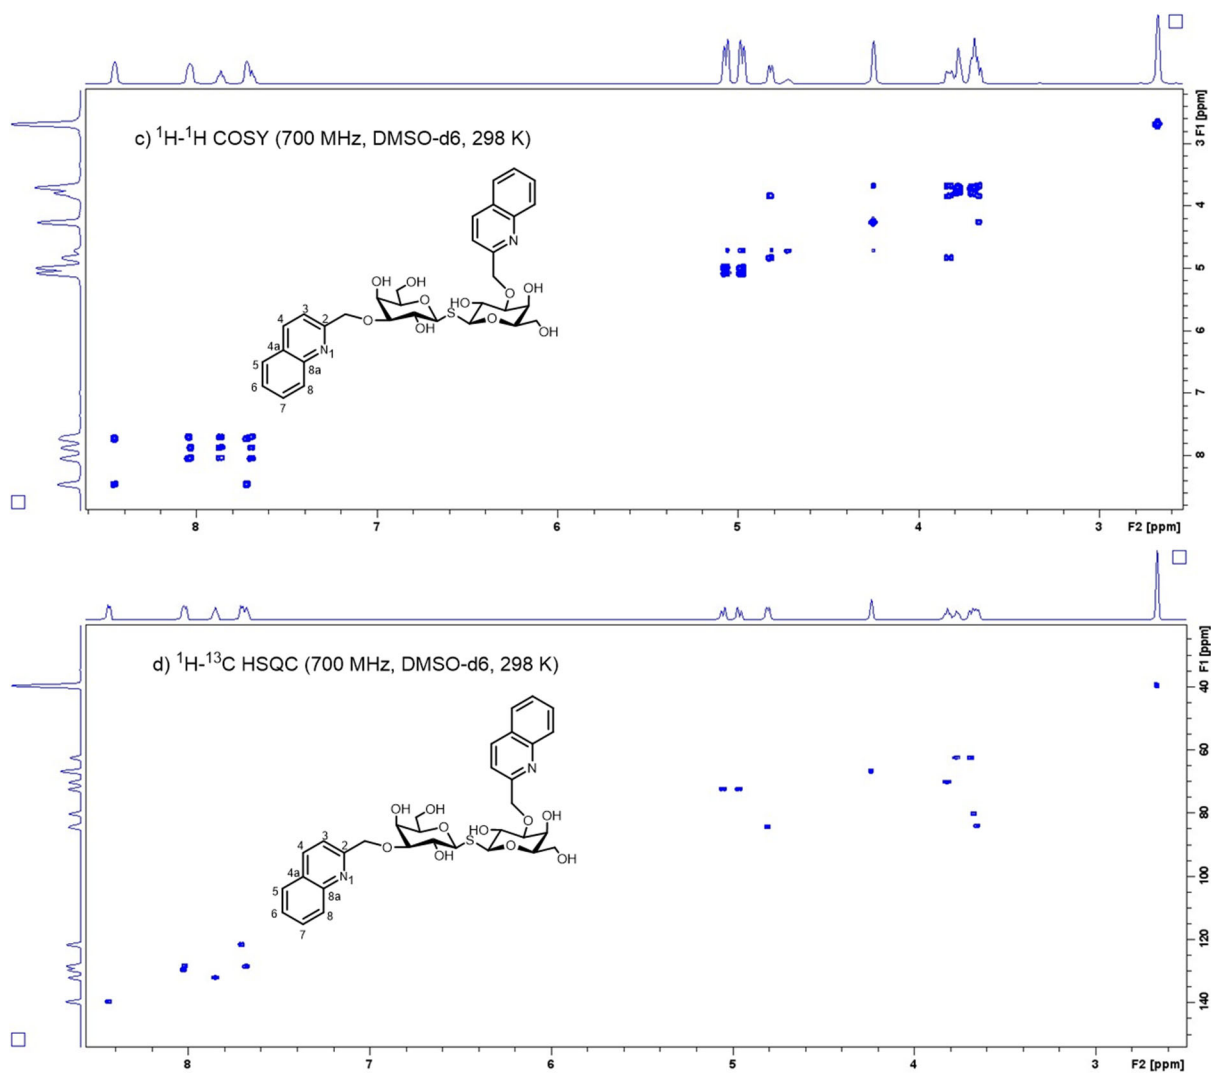 c) ¹H-¹H COSY (700 MHz, DMSO-d6, 298 K)
N
O
OH
OH
OH
HO
O
S
O
OH
OH
O
4
3
2
4a
N
1
5
8a
6
8
7
3
4
5
6
7
8
F1 [ppm]
8
7
6
5
4
3
F2 [ppm]
d) ¹H-¹³C HSQC (700 MHz, DMSO-d6, 298 K)
N
O
OH
OH
OH
HO
O
S
O
OH
OH
O
4
3
2
4a
N
1
5
8a
6
8
7
40
60
80
100
120
140
F1 [ppm]
8
7
6
5
4
3
F2 [ppm]